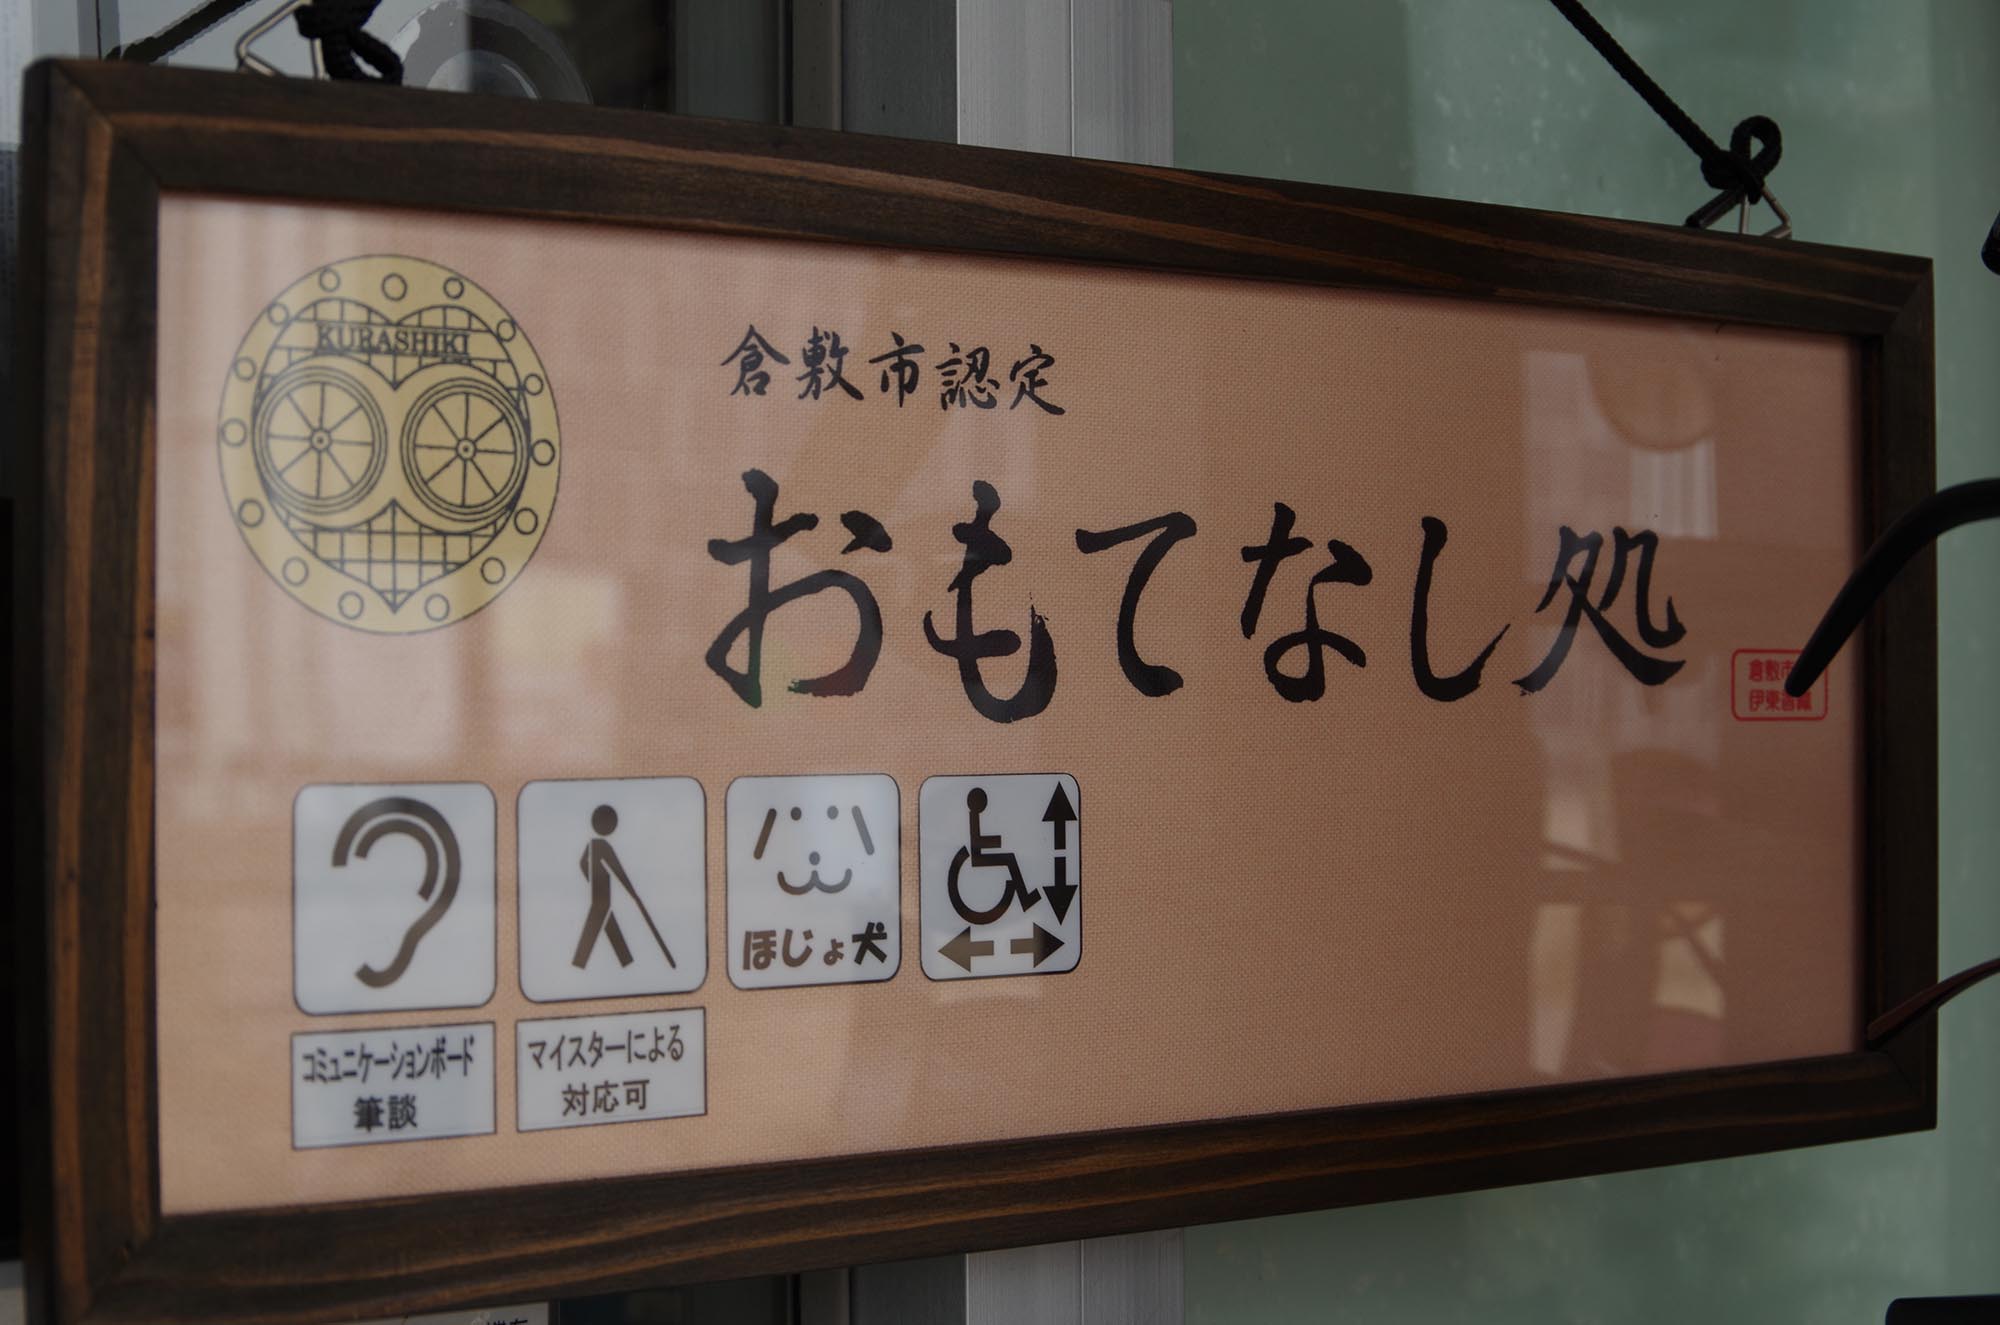 KURASHIKI
倉敷市認定
おもてなし処
倉敷市
伊東香織
ほじょ犬
コミュニケーションボード
筆談
マイスターによる
対応可